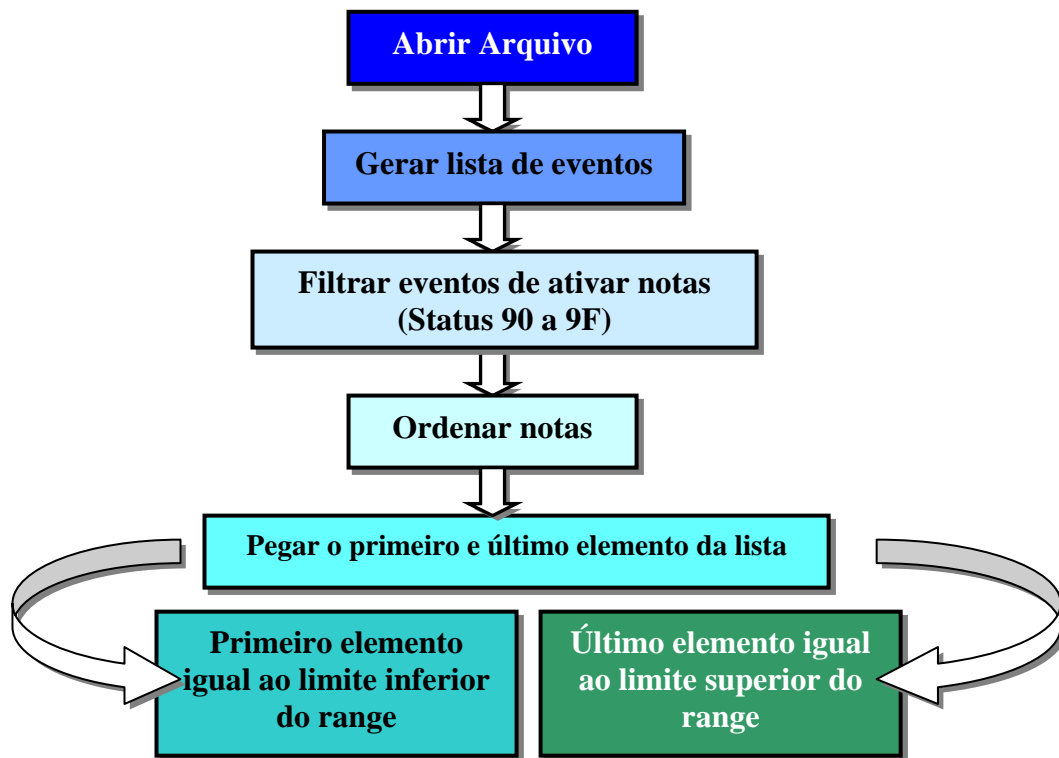 Abrir Arquivo
Gerar lista de eventos
Filtrar eventos de ativar notas
(Status 90 a 9F)
Ordenar notas
Pegar o primeiro e último elemento da lista
Primeiro elemento
igual ao limite inferior
do range
Último elemento igual
ao limite superior do
range